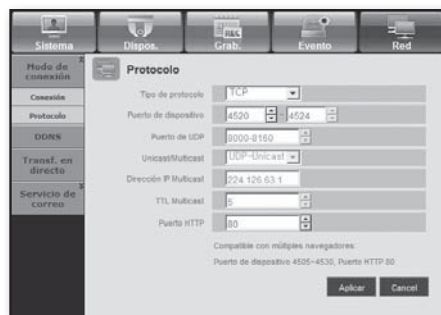 Sistema
Dispos.
REC
Grab.
Evento
Red
Modo de conexión
Conexión
Protocolo
DDNS
Transf. en directo
Servicio de correo
Protocolo
Tipo de protocolo TCP
Puerto de dispositivo 4520 ~ 4524
Puerto de UDP 8000-8160
Unicast/Multicast UDP-Unicast
Dirección IP Multicast 224.126.63.1
TTL Multicast 5
Puerto HTTP 80
Compatible con múltiples navegadores:
Puerto de dispositivo 4505~4530, Puerto HTTP 80
Aplicar Cancel